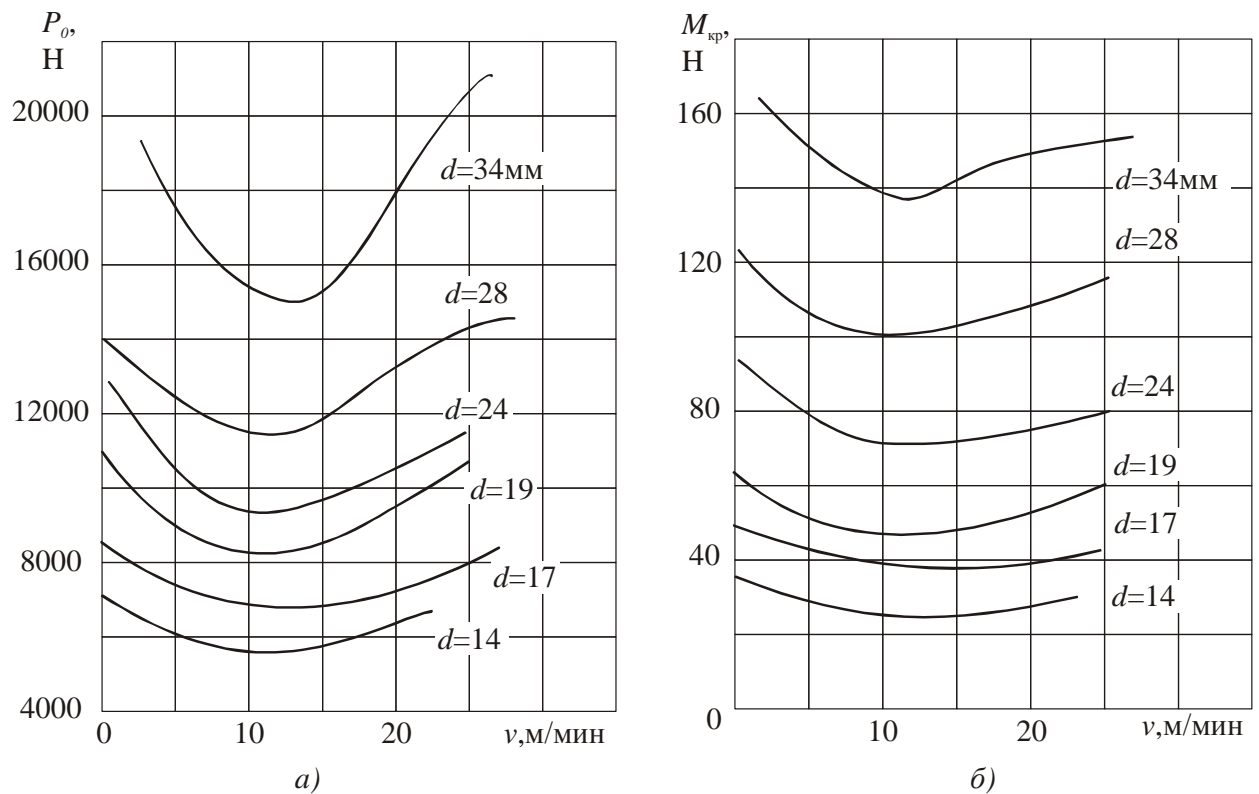 P₀,
Н
20000
16000
12000
8000
4000
0
10
20
v,м/мин
d=34мм
d=28
d=24
d=19
d=17
d=14
а)
Mкр,
Н
160
120
80
40
0
10
20
v,м/мин
d=34мм
d=28
d=24
d=19
d=17
d=14
б)